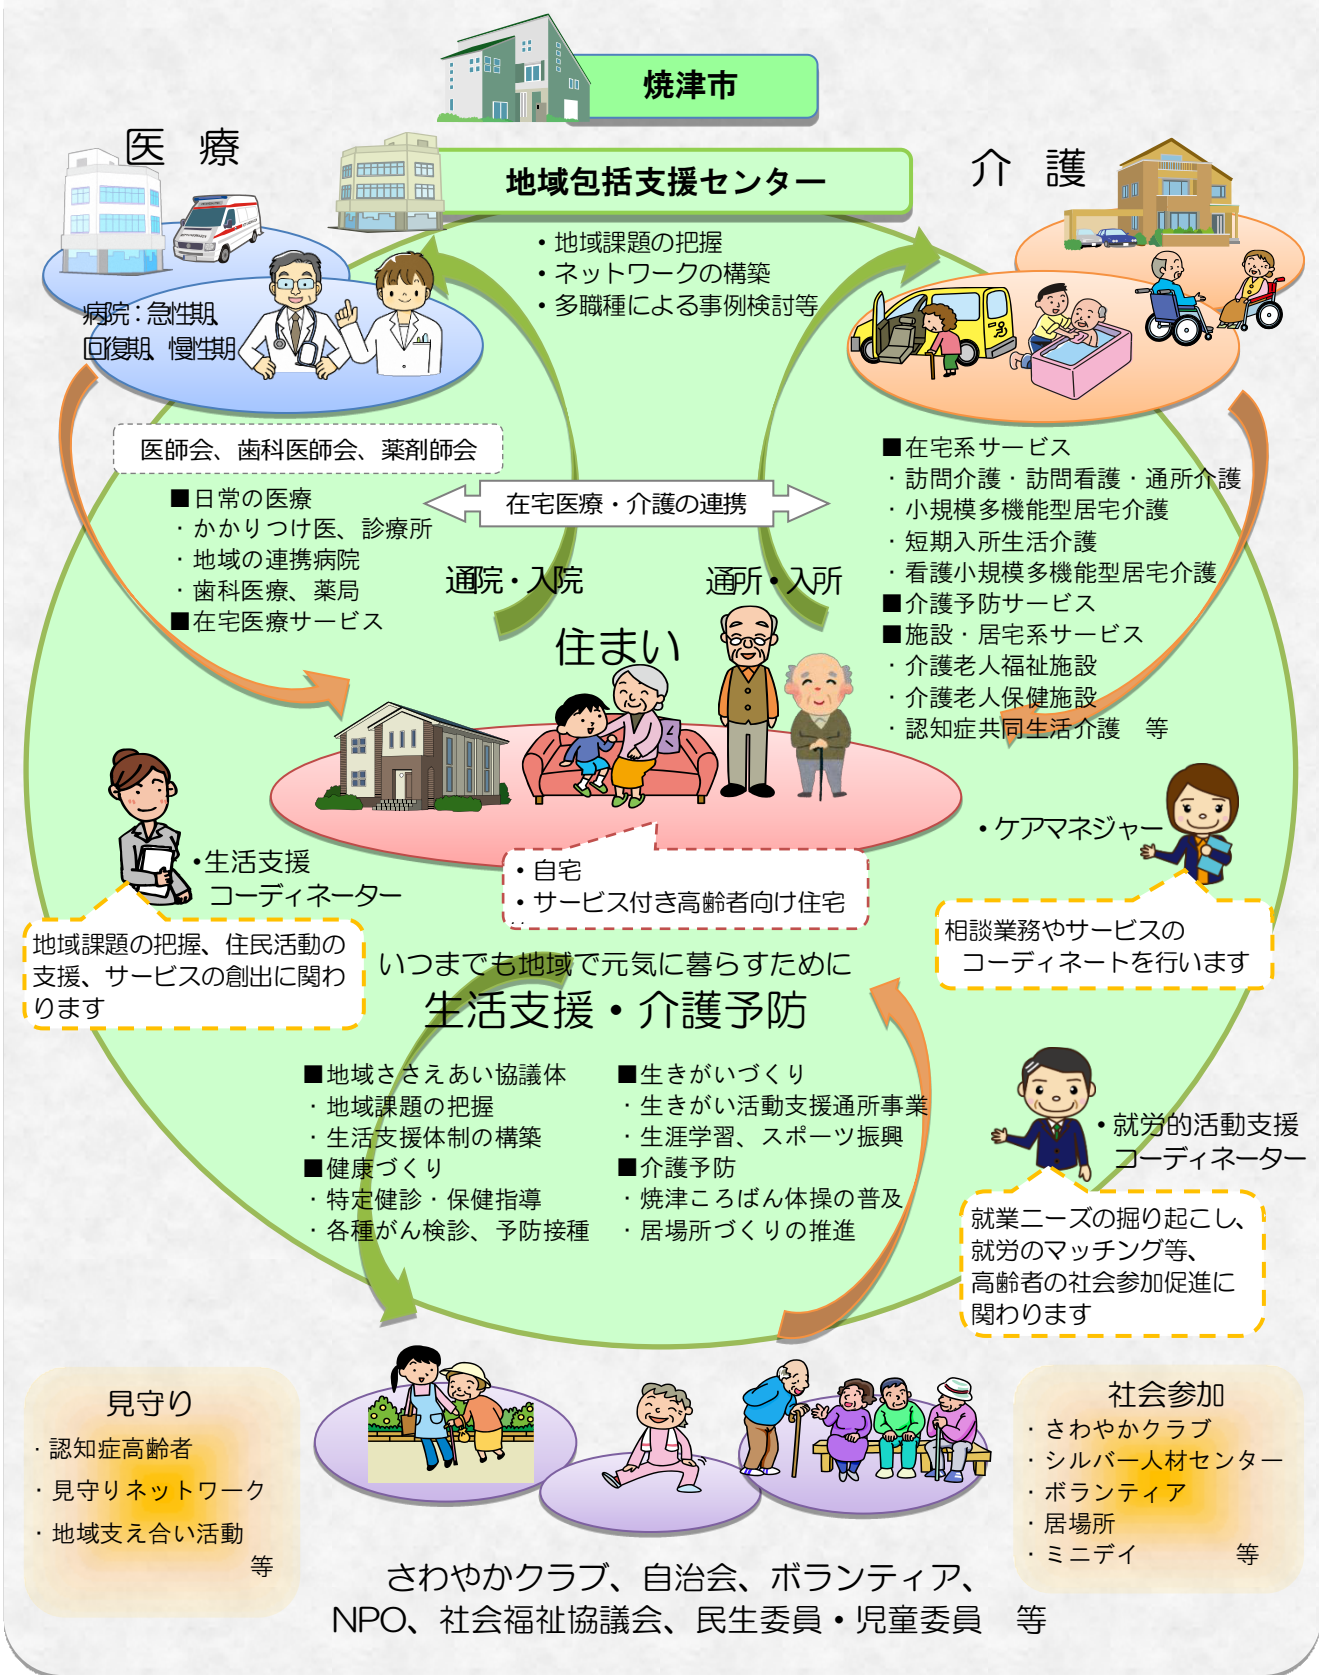 焼津市
医 療
地域包括支援センター
介 護
・地域課題の把握
・ネットワークの構築
・多職種による事例検討等
病院：急性期、
回復期、慢性期
医師会、歯科医師会、薬剤師会
■日常の医療
・かかりつけ医、診療所
・地域の連携病院
・歯科医療、薬局
■在宅医療サービス
在宅医療・介護の連携
■在宅系サービス
・訪問介護・訪問看護・通所介護
・小規模多機能型居宅介護
・短期入所生活介護
・看護小規模多機能型居宅介護
■介護予防サービス
■施設・居宅系サービス
・介護老人福祉施設
・介護老人保健施設
・認知症共同生活介護 等
通院・入院
通所・入所
住まい
・自宅
・サービス付き高齢者向け住宅
・生活支援
コーディネーター
地域課題の把握、住民活動の
支援、サービスの創出に関わ
ります
・ケアマネジャー
相談業務やサービスの
コーディネートを行います
いつまでも地域で元気に暮らすために
生活支援・介護予防
■地域ささえあい協議体
・地域課題の把握
・生活支援体制の構築
■健康づくり
・特定健診・保健指導
・各種がん検診、予防接種
■生きがいづくり
・生きがい活動支援通所事業
・生涯学習、スポーツ振興
■介護予防
・焼津ころばん体操の普及
・居場所づくりの推進
・就労的活動支援
コーディネーター
就業ニーズの掘り起こし、
就労のマッチング等、
高齢者の社会参加促進に
関わります
見守り
・認知症高齢者
・見守りネットワーク
・地域支え合い活動
等
社会参加
・さわやかクラブ
・シルバー人材センター
・ボランティア
・居場所
・ミニデイ 等
さわやかクラブ、自治会、ボランティア、
NPO、社会福祉協議会、民生委員・児童委員 等